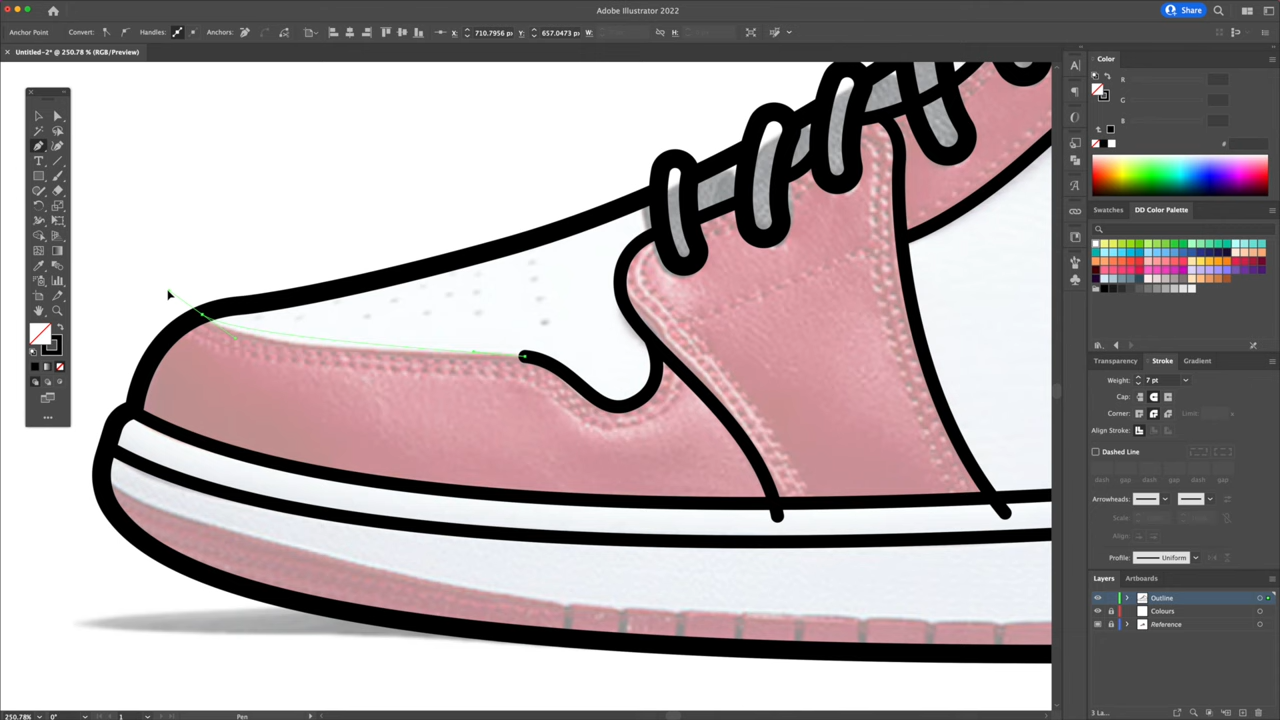 Adobe Illustrator 2022
Share
Anchor Point Convert: Handles: Anchors: X: 710.7956 px Y: 657.0473 px W: H:
× Untitled-2* @ 250.78 % (RGB/Preview)
Color
R
G
B
#
Swatches DD Color Palette
Transparency Stroke Gradient
Weight: 7 pt
Cap:
Corner: Limit:
Align Stroke:
Dashed Line
dash gap dash gap dash gap
Arrowheads:
Scale:
Align:
Profile: Uniform
Layers Artboards
Outline
Colours
Reference
3 La...
250.78% 0° 1 Pen